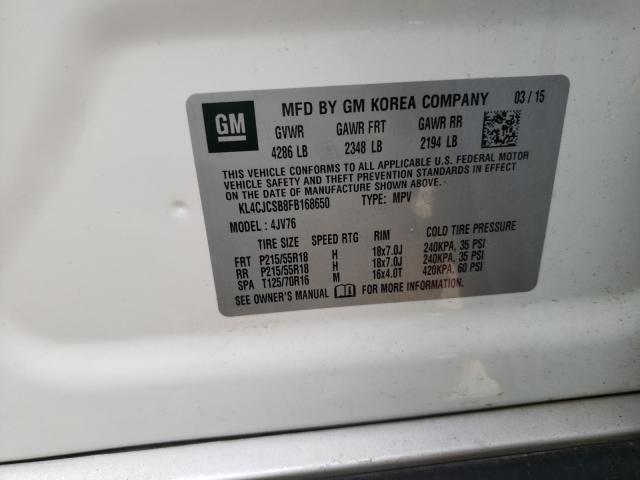 GM
MFD BY GM KOREA COMPANY 03 / 15
GVWR GAWR FRT GAWR RR
4286 LB 2348 LB 2194 LB
THIS VEHICLE CONFORMS TO ALL APPLICABLE U.S. FEDERAL MOTOR
VEHICLE SAFETY, BUMPER, AND THEFT PREVENTION STANDARDS IN EFFECT
ON THE DATE OF MANUFACTURE SHOWN ABOVE.
KL4CJCSB8FB168650 TYPE: MPV
MODEL : 4JV76
TIRE SIZE SPEED RTG RIM COLD TIRE PRESSURE
FRT P215/55R18 H 18x7.0J 240KPA, 35 PSI
RR P215/55R18 H 18x7.0J 240KPA, 35 PSI
SPA T125/70R16 M 16x4.0T 420KPA, 60 PSI
SEE OWNER'S MANUAL FOR MORE INFORMATION.